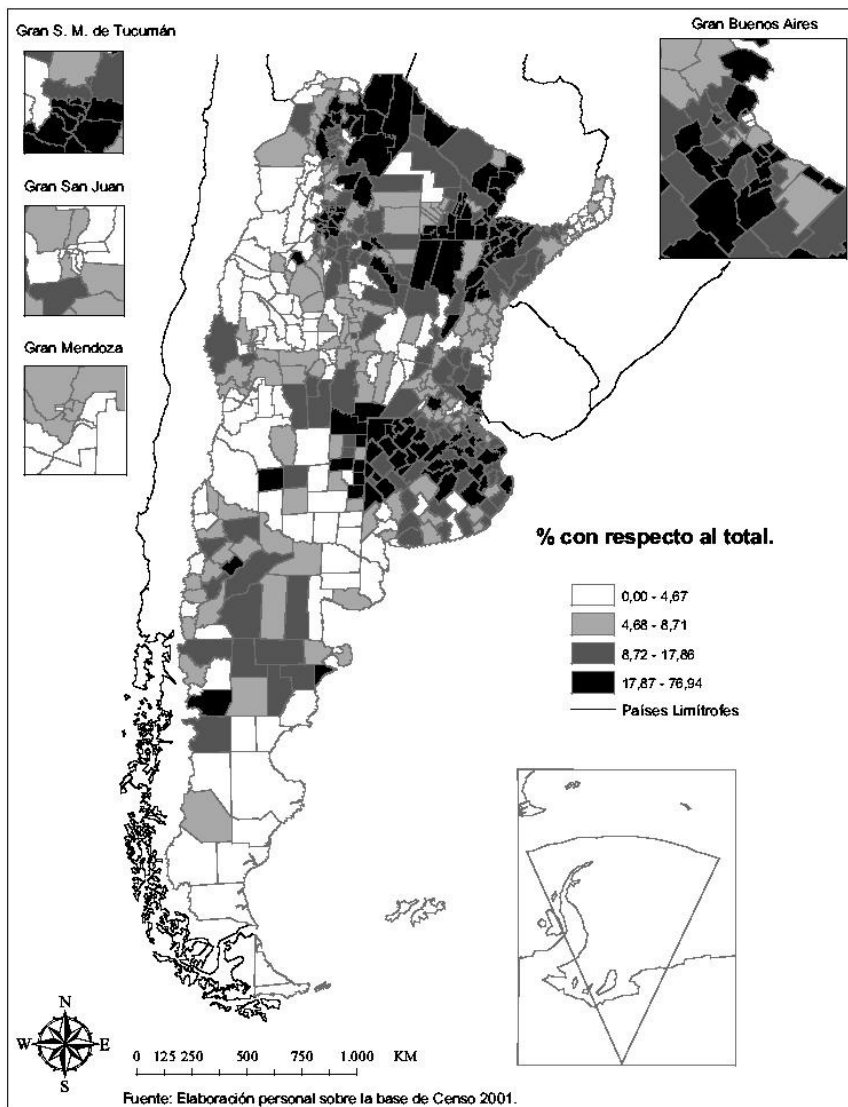 Gran S. M. de Tucumán
Gran Buenos Aires
Gran San Juan
Gran Mendoza
% con respecto al total.
0,00 - 4,67
4,68 - 8,71
8,72 - 17,86
17,87 - 76,94
Países Limítrofes
N
W E
S
0 125 250 500 750 1.000 KM
Fuente: Elaboración personal sobre la base de Censo 2001.